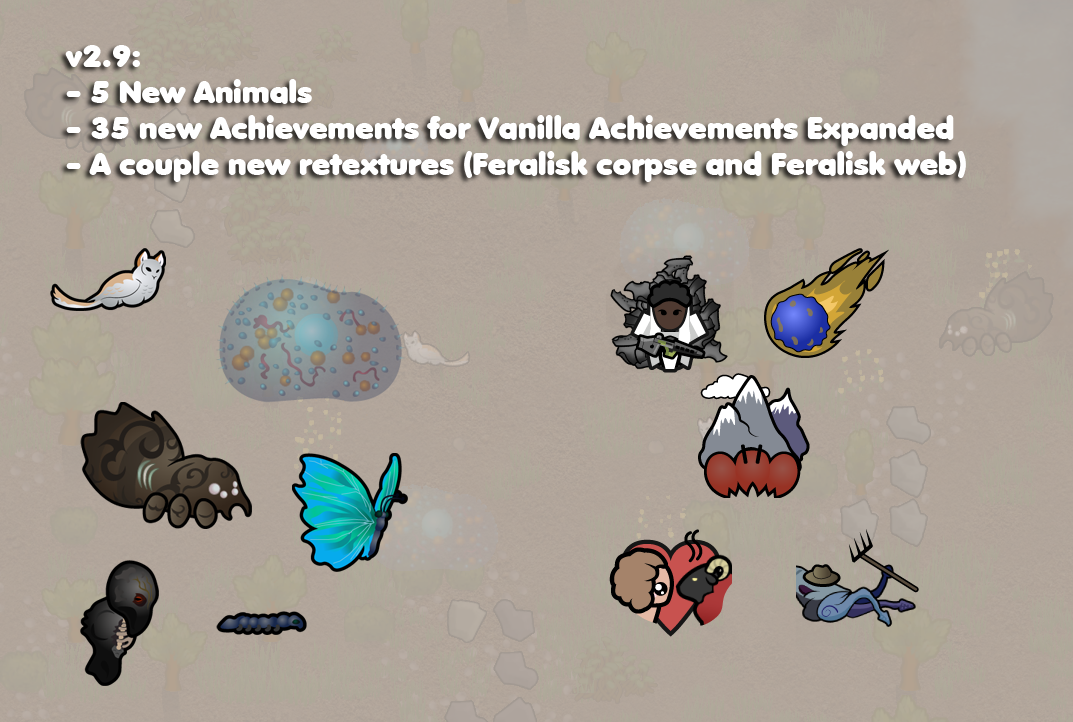 v2.9:
- 5 New Animals
- 35 new Achievements for Vanilla Achievements Expanded
- A couple new retextures (Feralisk corpse and Feralisk web)